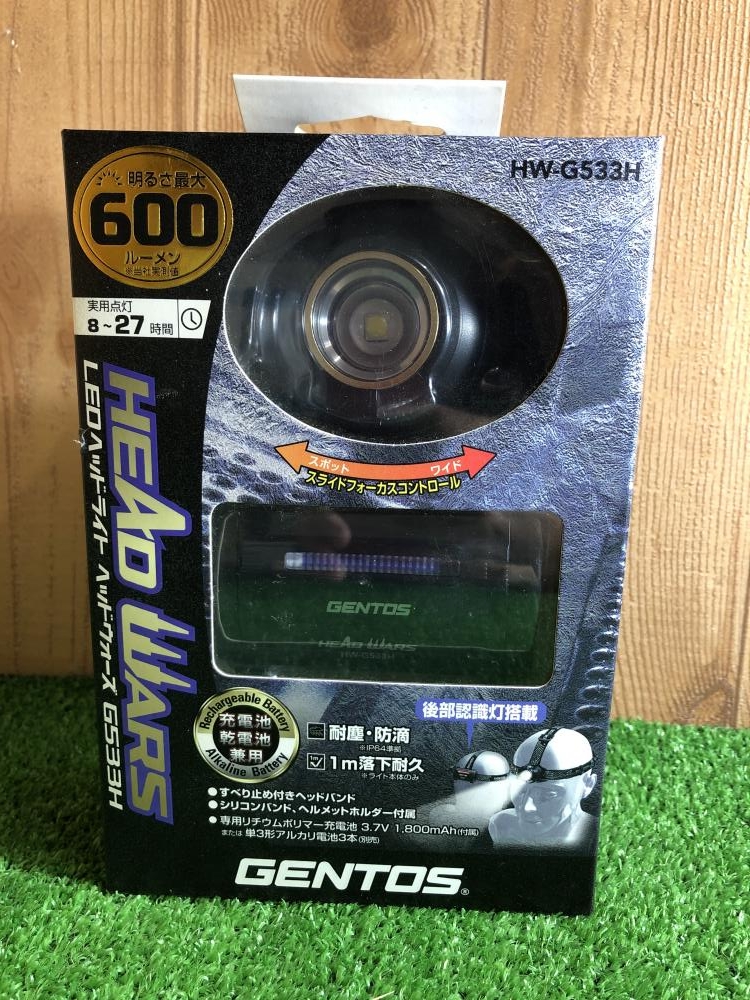 HW-G533H
明るさ最大
600
ルーメン
※当社実測値
実用点灯
8~27時間
HEAD WARS
LEDヘッドライト ヘッドウォーズ G533H
スポット ワイド
スライドフォーカスコントロール
GENTOS
HEAD WARS
HW-G533H
Rechargeable Battery
充電池
乾電池
兼用
Alkaline Battery
耐塵・防滴
※IP64準拠
1m
1m落下耐久
※ライト本体のみ
後部認識灯搭載
●すべり止め付きヘッドバンド
●シリコンバンド、ヘルメットホルダー付属
●専用リチウムポリマー充電池 3.7V 1,800mAh(付属)
または 単3形アルカリ電池3本(別売)
GENTOS®